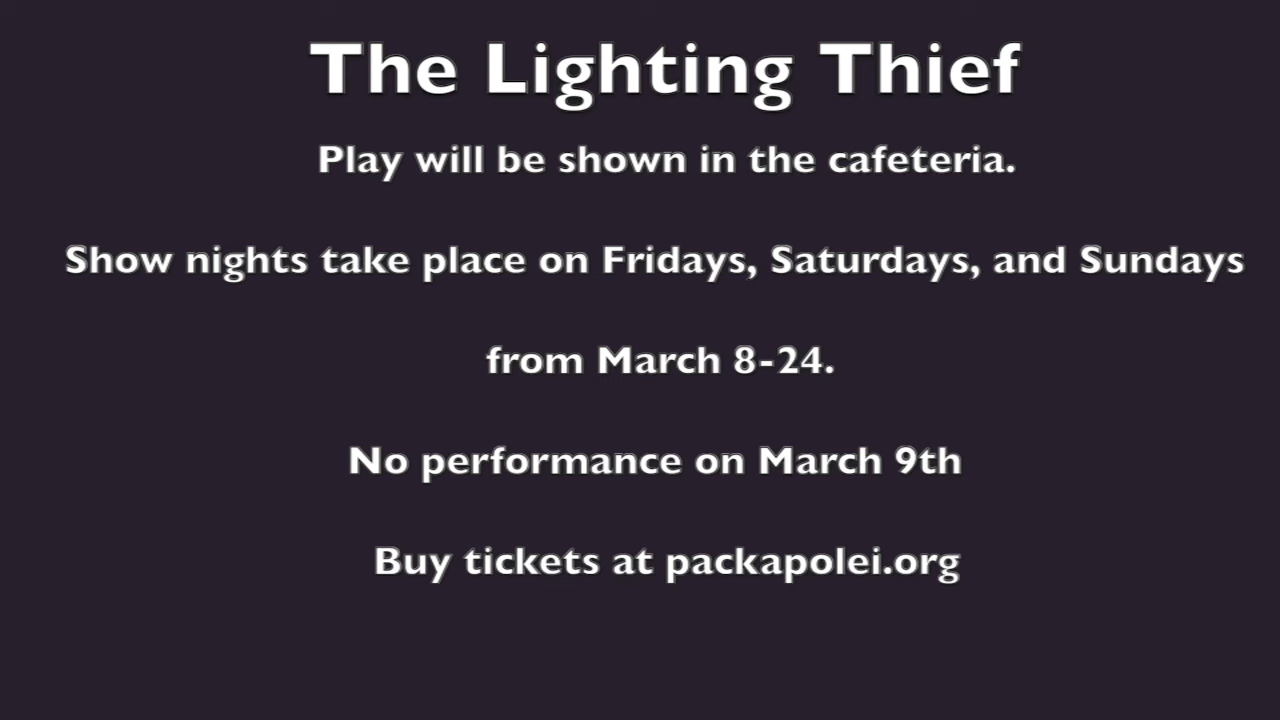 The Lighting Thief
Play will be shown in the cafeteria.
Show nights take place on Fridays, Saturdays, and Sundays
from March 8-24.
No performance on March 9th
Buy tickets at packapolei.org